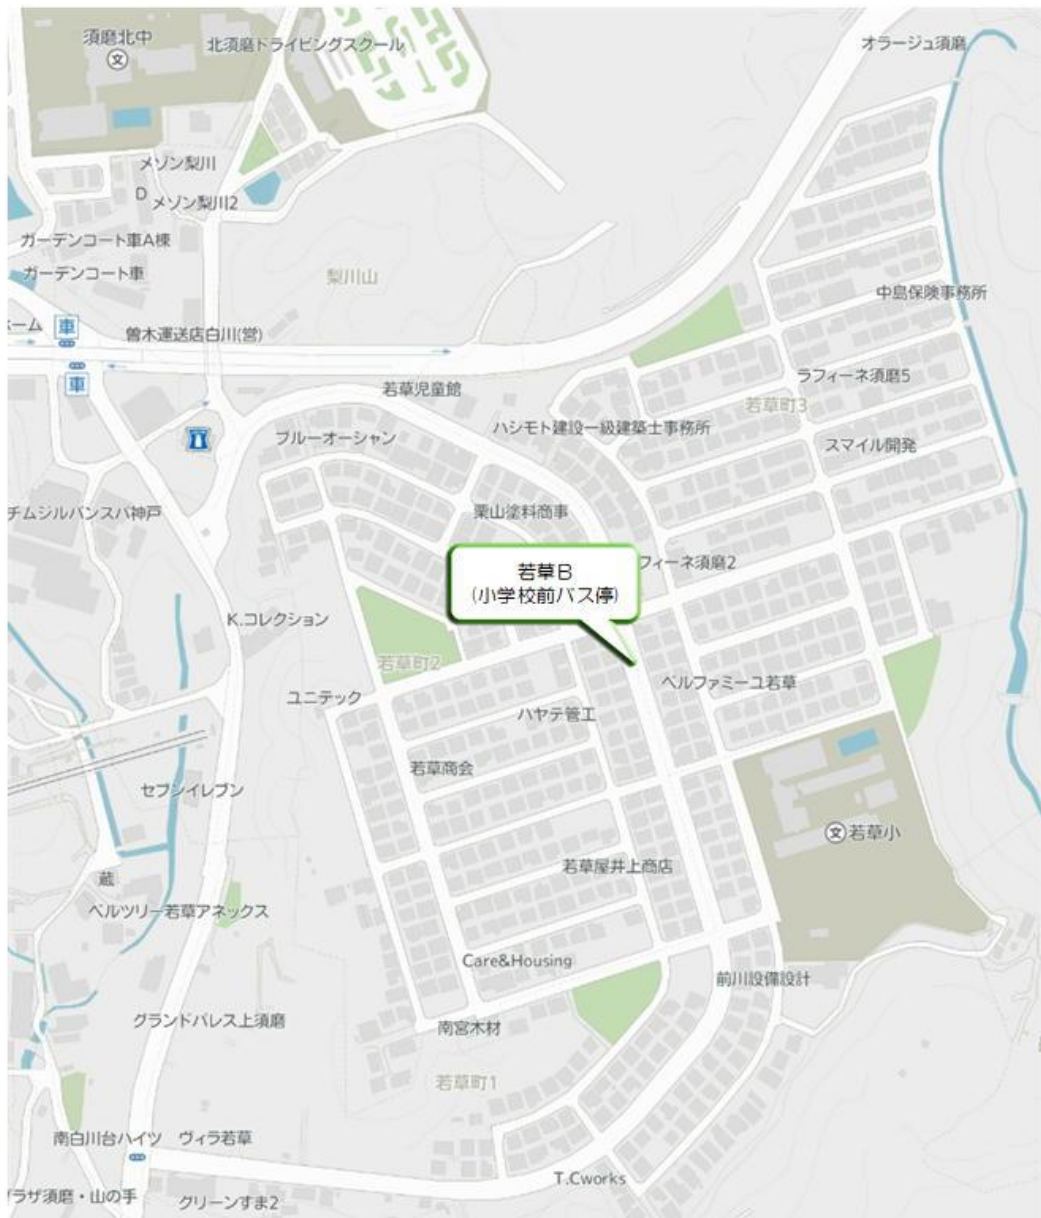 須磨北中
文
北須磨ドライビングスクール
オラージュ須磨
メゾン梨川
D
メゾン梨川2
ガーデンコート車A棟
ガーデンコート車
梨川山
中島保険事務所
ホーム
車
曽木運送店白川(営)
車
若草児童館
ラフィーネ須磨5
若草町3
ブルーオーシャン
ハシモト建設一級建築士事務所
スマイル開発
チムジルバンスパ神戸
栗山塗料商事
フィーネ須磨2
若草B
(小学校前バス停)
K.コレクション
若草町2
ユニテック
ベルファミーユ若草
ハヤテ管工
若草商会
セブンイレブン
文
若草小
若草屋井上商店
蔵
ベルツリー若草アネックス
Care&Housing
前川設備設計
グランドパレス上須磨
南宮木材
若草町1
南白川台ハイツ
ヴィラ若草
T.Cworks
プラザ須磨・山の手
グリーンすま2